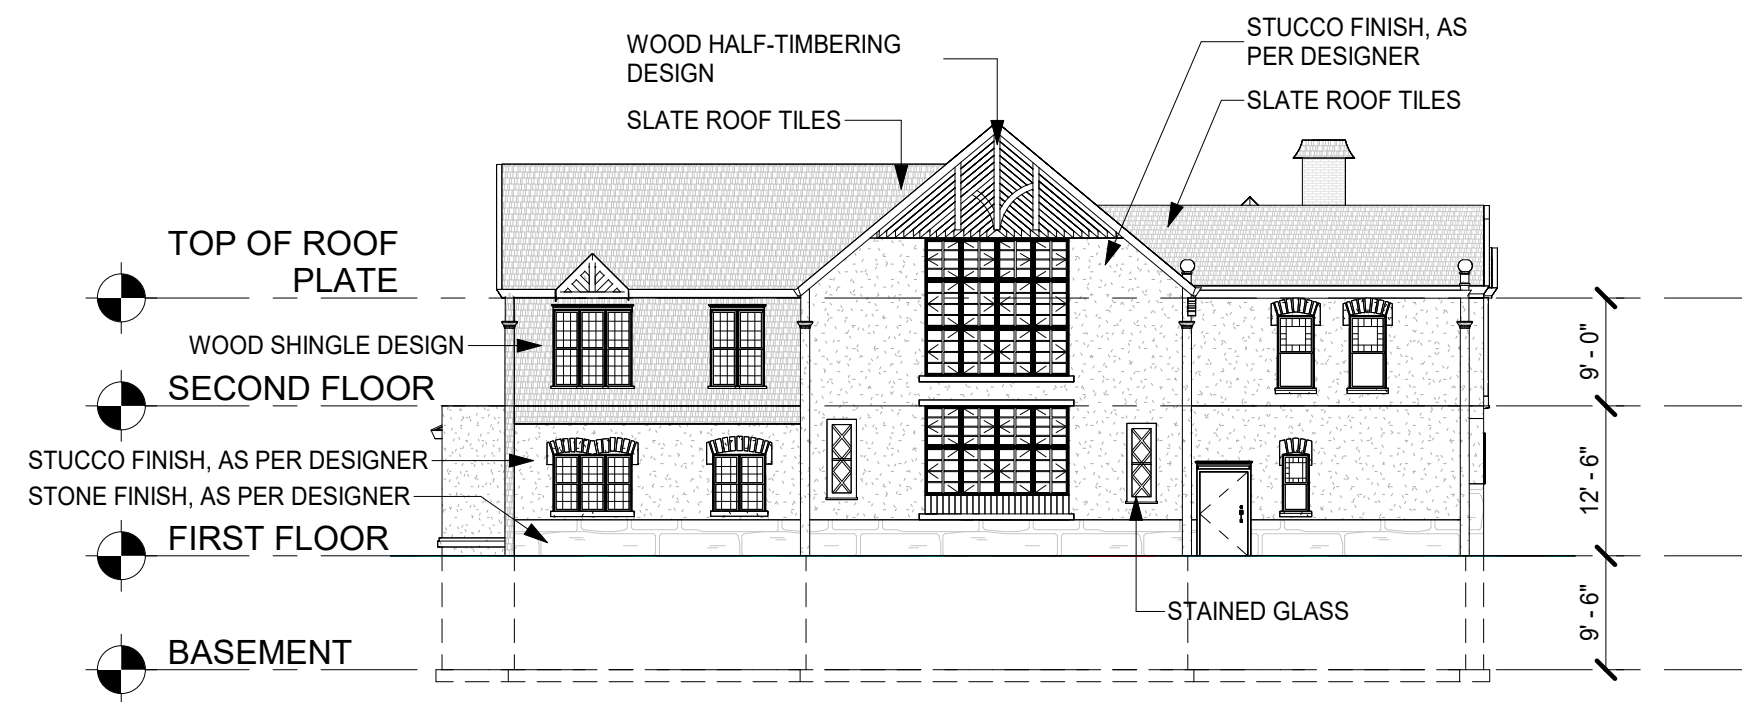 STUCCO FINISH, AS
PER DESIGNER
WOOD HALF-TIMBERING
DESIGN
SLATE ROOF TILES
SLATE ROOF TILES
TOP OF ROOF
PLATE
WOOD SHINGLE DESIGN
9' - 0"
SECOND FLOOR
STUCCO FINISH, AS PER DESIGNER
STONE FINISH, AS PER DESIGNER
12' - 6"
FIRST FLOOR
STAINED GLASS
9' - 6"
BASEMENT